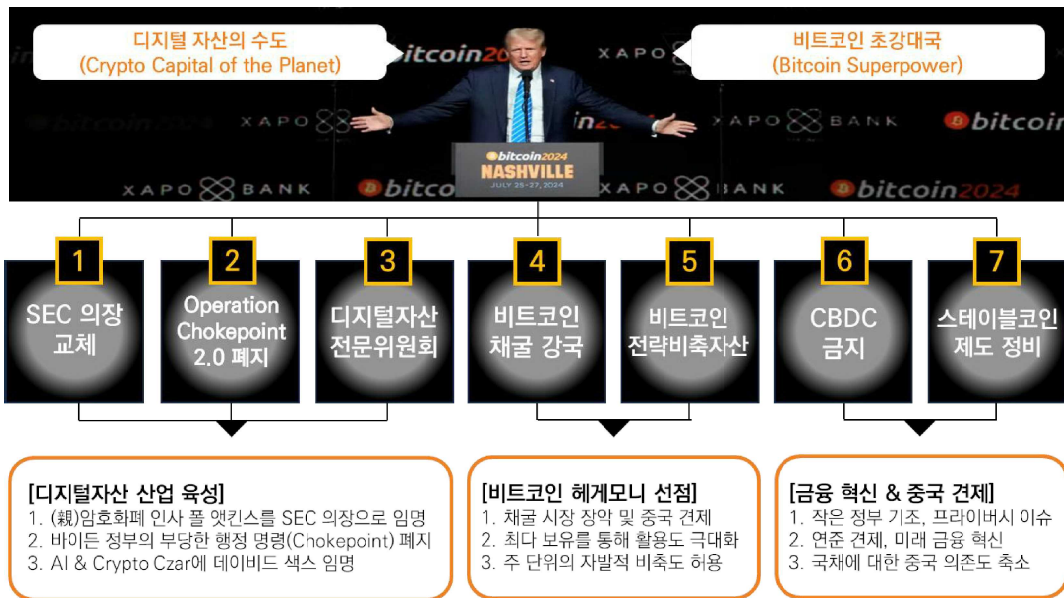 디지털 자산의 수도
(Crypto Capital of the Planet)
비트코인 초강대국
(Bitcoin Superpower)
bitcoin20
XAPO
XAPO BANK
in2
XAPO BANK
bitcoin
bitcoin2024
NASHVILLE
JULY 25-27, 2024
XAPO BANK
bitco
XAPO BANK
bitcoin2024
1
2
3
4
5
6
7
SEC 의장
교체
Operation
Chokepoint
2.0 폐지
디지털자산
전문위원회
비트코인
채굴 강국
비트코인
전략비축자산
CBDC
금지
스테이블코인
제도 정비
[디지털자산 산업 육성]
1. (親)암호화폐 인사 폴 앳킨스를 SEC 의장으로 임명
2. 바이든 정부의 부당한 행정 명령(Chokepoint) 폐지
3. AI & Crypto Czar에 데이비드 색스 임명
[비트코인 헤게모니 선점]
1. 채굴 시장 장악 및 중국 견제
2. 최다 보유를 통해 활용도 극대화
3. 주 단위의 자발적 비축도 허용
[금융 혁신 & 중국 견제]
1. 작은 정부 기조, 프라이버시 이슈
2. 연준 견제, 미래 금융 혁신
3. 국채에 대한 중국 의존도 축소